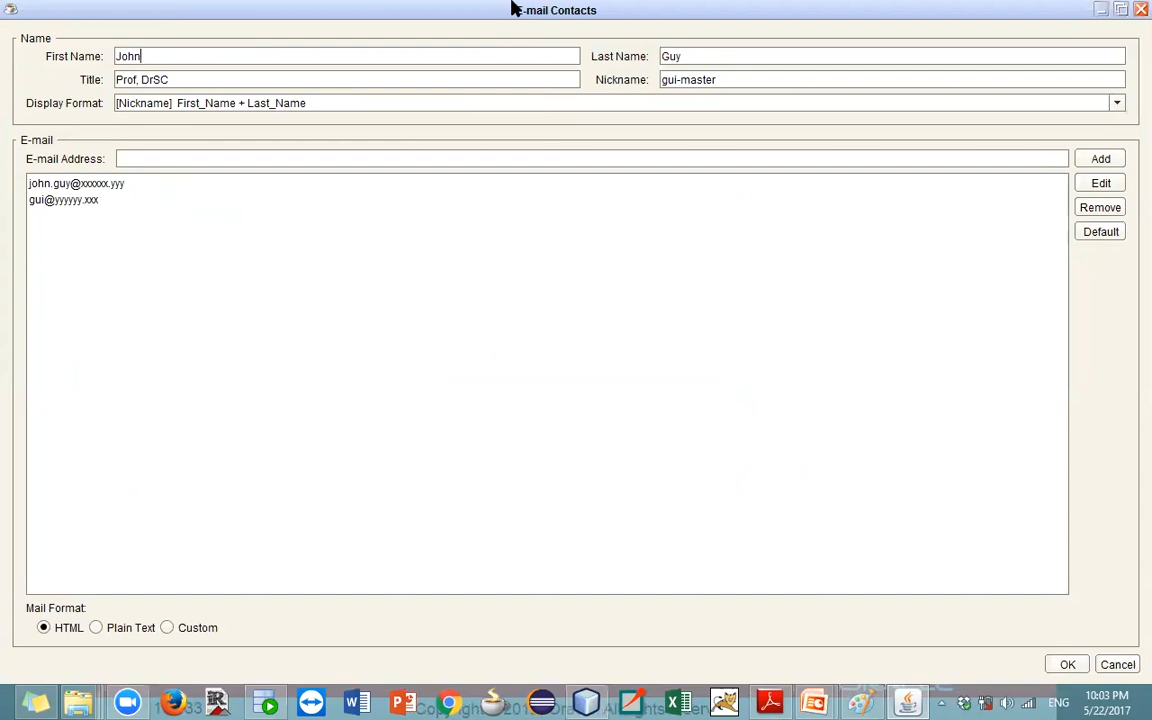 E-mail Contacts
Name
First Name: John Last Name: Guy
Title: Prof, DrSC Nickname: gui-master
Display Format: [Nickname] First_Name + Last_Name
E-mail
E-mail Address: Add
john.guy@xxxxxx.yyy Edit
gui@yyyyyy.xxx
Remove
Default
Mail Format:
HTML Plain Text Custom
OK Cancel
ENG 10:03 PM
5/22/2017
Copyright